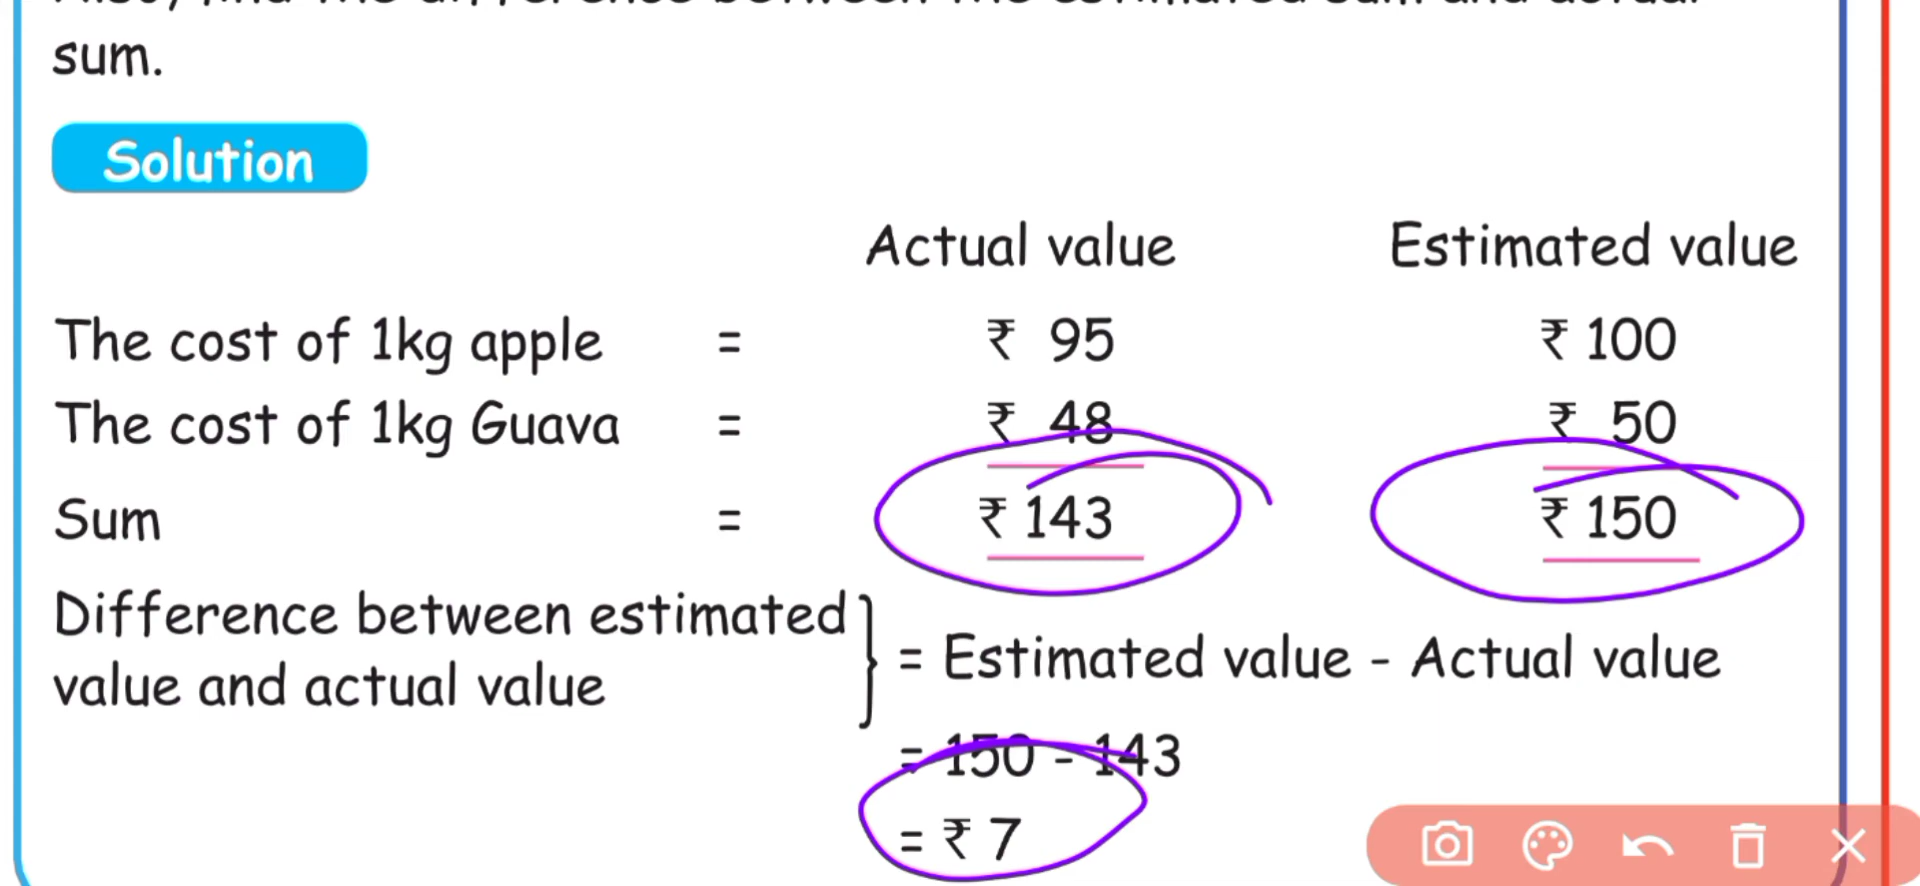 sum.
Solution
Actual value Estimated value
The cost of 1kg apple = ₹ 95 ₹ 100
The cost of 1kg Guava = ₹ 48 ₹ 50
Sum = ₹ 143 ₹ 150
Difference between estimated
value and actual value } = Estimated value - Actual value
= 150 - 143
= ₹ 7